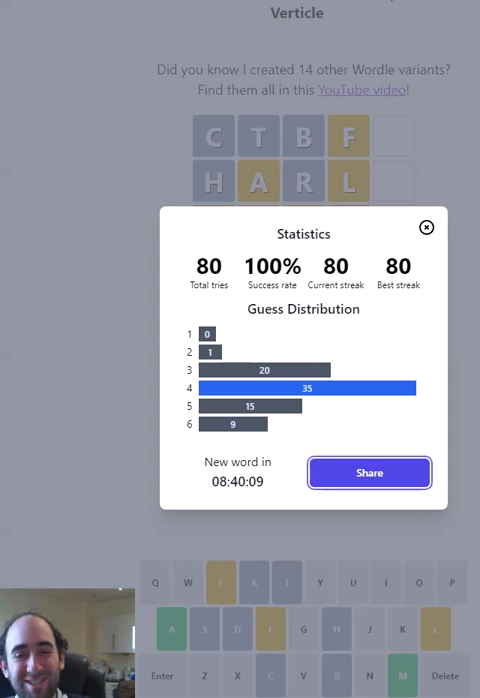 Verticle
Did you know I created 14 other Wordle variants?
Find them all in this YouTube video!
C T B F
H A R L
Statistics
80 100% 80 80
Total tries Success rate Current streak Best streak
Guess Distribution
1 0
2 1
3 20
4 35
5 15
6 9
New word in
08:40:09
Share
Q W E R T Y U I O P
A S D F G H J K L
Enter Z X C V B N M Delete